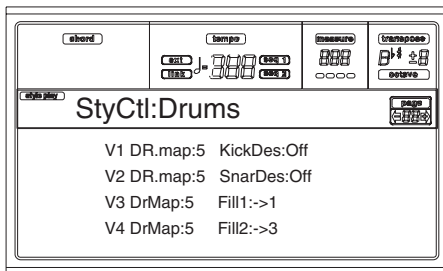 chord
tempo
measure
transpose
ext
link
seq 1
seq 2
octave
style play
StyCtl:Drums
page
V1 DR.map:5 KickDes:Off
V2 DR.map:5 SnarDes:Off
V3 DrMap:5 Fill1:->1
V4 DrMap:5 Fill2:->3